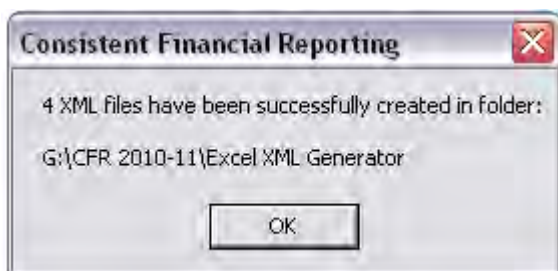 Consistent Financial Reporting
4 XML files have been successfully created in folder:
G:\CFR 2010-11\Excel XML Generator
OK